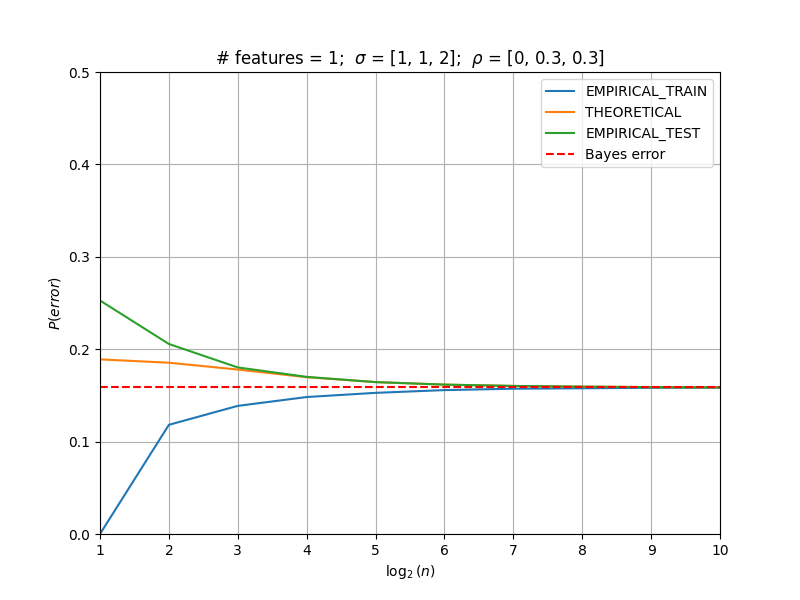 # features = 1; σ = [1, 1, 2]; ρ = [0, 0.3, 0.3]
0.5
0.4
0.3
0.2
0.1
0.0
P(error)
EMPIRICAL_TRAIN
THEORETICAL
EMPIRICAL_TEST
Bayes error
1 2 3 4 5 6 7 8 9 10
log₂(n)